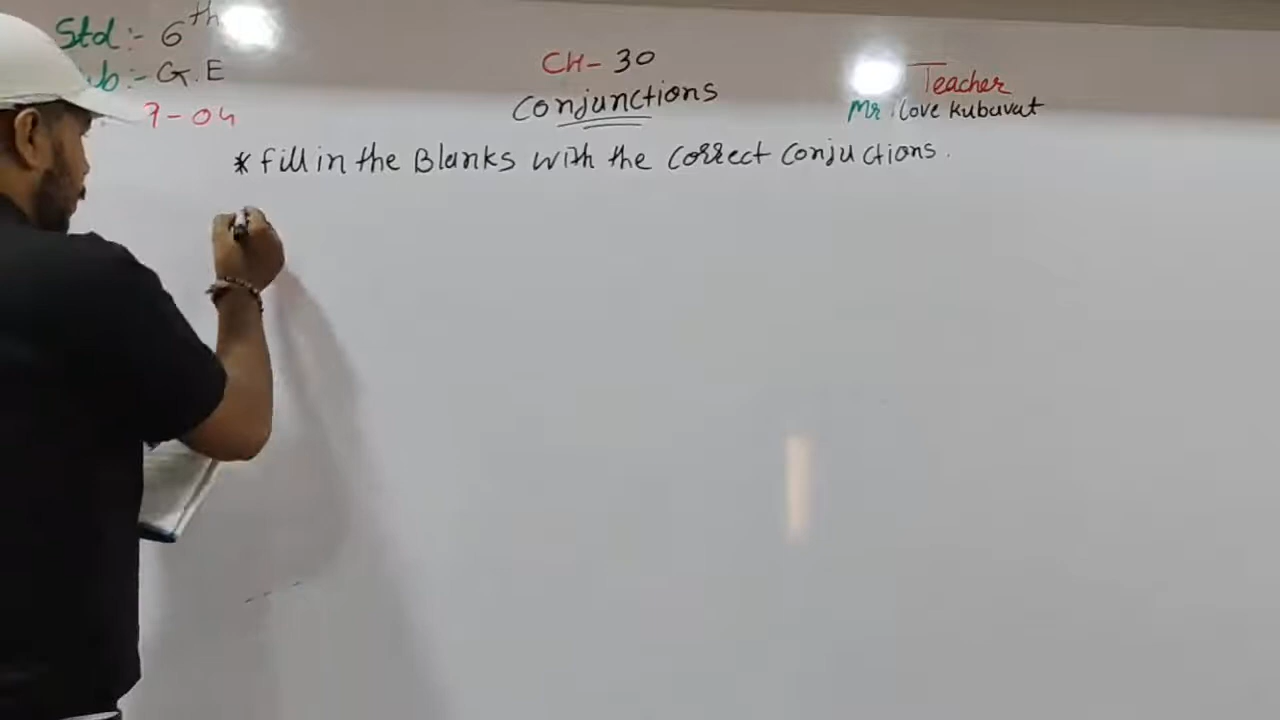 Std:- 6th
ub:- G.E
7-04
CH- 30
Conjunctions
Teacher
Mr. Love Kubavat
* Fill in the Blanks with the Correct Conjuctions.